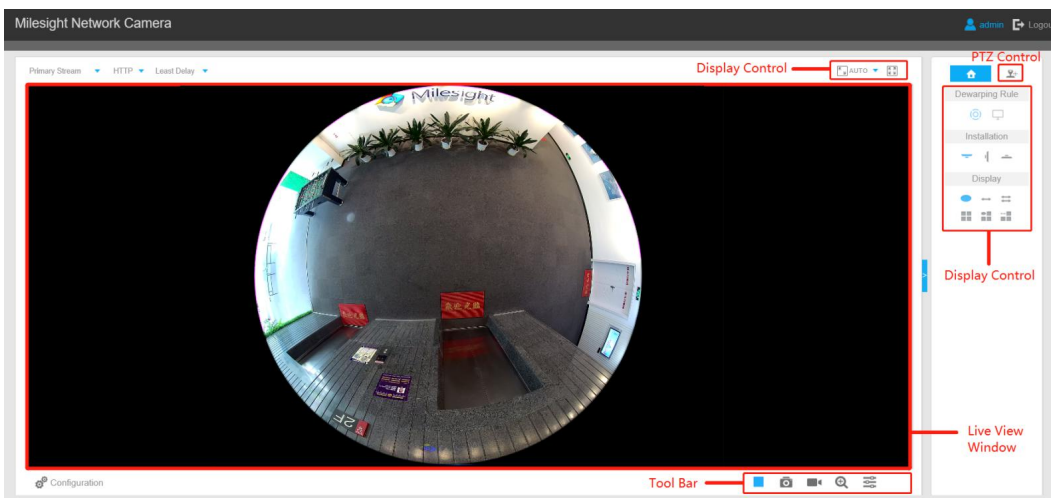 Milesight Network Camera
admin
Logou
Primary Stream
HTTP
Least Delay
Display Control
AUTO
PTZ Control
Milesight
Dewarping Rule
Installation
Display
Display Control
2F
Live View
Window
Configuration
Tool Bar